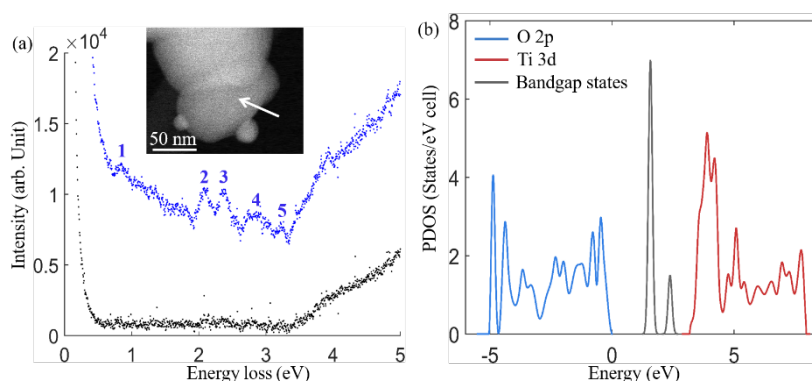 (a)
× 10⁴
2
1.5
1
0.5
0
Intensity (arb. Unit)
1
2
3
4
5
50 nm
0 1 2 3 4 5
Energy loss (eV)
(b)
8
6
4
2
0
PDOS (States/eV cell)
O 2p
Ti 3d
Bandgap states
-5 0 5
Energy (eV)